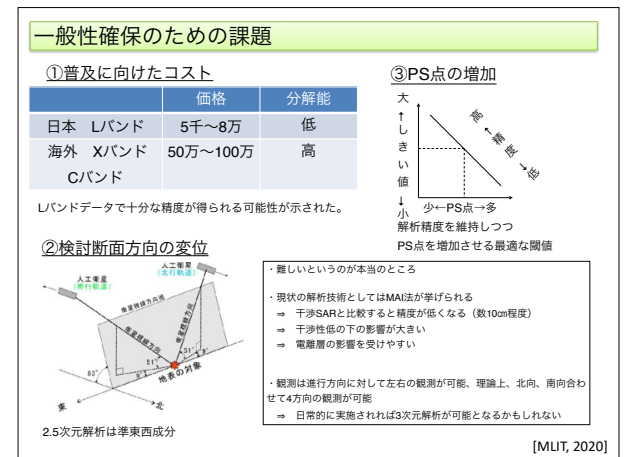 一般性確保のための課題
①普及に向けたコスト
価格 分解能
日本 Lバンド 5千～8万 低
海外 Xバンド 50万～100万 高
Cバンド
Lバンドデータで十分な精度が得られる可能性が示された。
③PS点の増加
大
↑
しきい値
↓
小
高
↑
精度
↓
低
少←PS点→多
解析精度を維持しつつ
PS点を増加させる最適な閾値
②検討断面方向の変位
人工衛星
(南行軌道)
人工衛星
(北行軌道)
衛星視線方向面
衛星視線方向
衛星視線方向
51°
51°
83°
地表の対象
東
北
2.5次元解析は準東西成分
・難しいというのが本当のところ
・現状の解析技術としてはMAI法が挙げられる
⇒ 干渉SARと比較すると精度が低くなる（数10㎝程度）
⇒ 干渉性低の下の影響が大きい
⇒ 電離層の影響を受けやすい
・観測は進行方向に対して左右の観測が可能、理論上、北向、南向合わ
せて4方向の観測が可能
⇒ 日常的に実施されれば3次元解析が可能となるかもしれない
[MLIT, 2020]